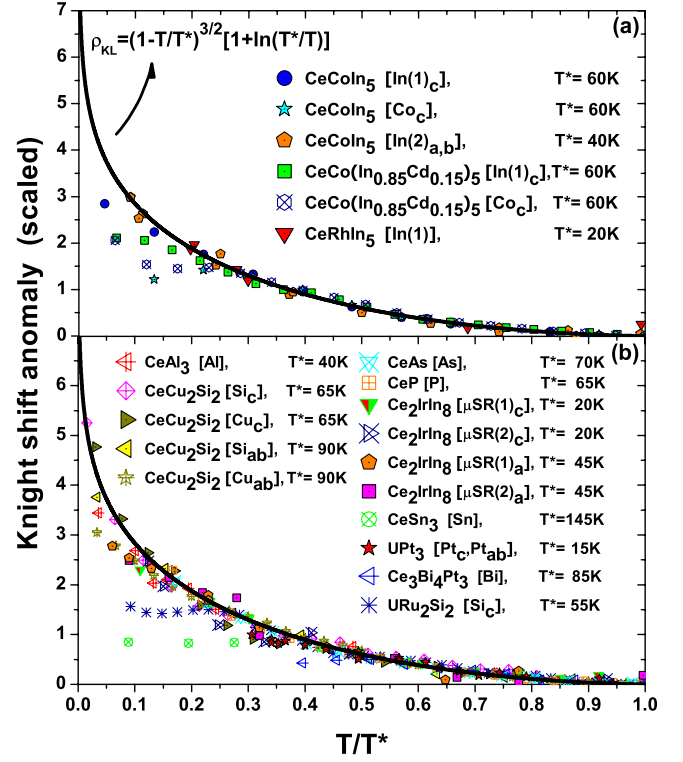 7
6
5
4
3
2
1
0
(a)
ρKL=(1-T/T*)3/2[1+ln(T*/T)]
CeCoIn5 [In(1)c], T*= 60K
CeCoIn5 [Coc], T*= 60K
CeCoIn5 [In(2)a,b], T*= 40K
CeCo(In0.85Cd0.15)5 [In(1)c],T*= 60K
CeCo(In0.85Cd0.15)5 [Coc], T*= 60K
CeRhIn5 [In(1)], T*= 20K
Knight shift anomaly (scaled)
6
5
4
3
2
1
0
(b)
CeAl3 [Al], T*= 40K
CeCu2Si2 [Sic], T*= 65K
CeCu2Si2 [Cuc], T*= 65K
CeCu2Si2 [Siab], T*= 90K
CeCu2Si2 [Cuab], T*= 90K
CeAs [As], T*= 70K
CeP [P], T*= 65K
Ce2IrIn8 [μSR(1)c], T*= 20K
Ce2IrIn8 [μSR(2)c], T*= 20K
Ce2IrIn8 [μSR(1)a], T*= 45K
Ce2IrIn8 [μSR(2)a], T*= 45K
CeSn3 [Sn], T*=145K
UPt3 [Ptc,Ptab], T*= 15K
Ce3Bi4Pt3 [Bi], T*= 85K
URu2Si2 [Sic], T*= 55K
0.0 0.1 0.2 0.3 0.4 0.5 0.6 0.7 0.8 0.9 1.0
T/T*